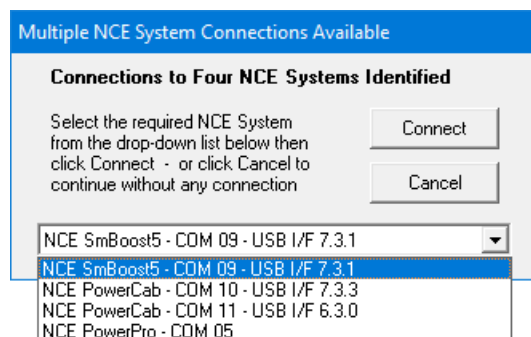 Multiple NCE System Connections Available
Connections to Four NCE Systems Identified
Select the required NCE System
from the drop-down list below then
click Connect - or click Cancel to
continue without any connection
Connect
Cancel
NCE SmBoost5 - COM 09 - USB I/F 7.3.1
NCE SmBoost5 - COM 09 - USB I/F 7.3.1
NCE PowerCab - COM 10 - USB I/F 7.3.3
NCE PowerCab - COM 11 - USB I/F 6.3.0
NCE PowerPro - COM 05